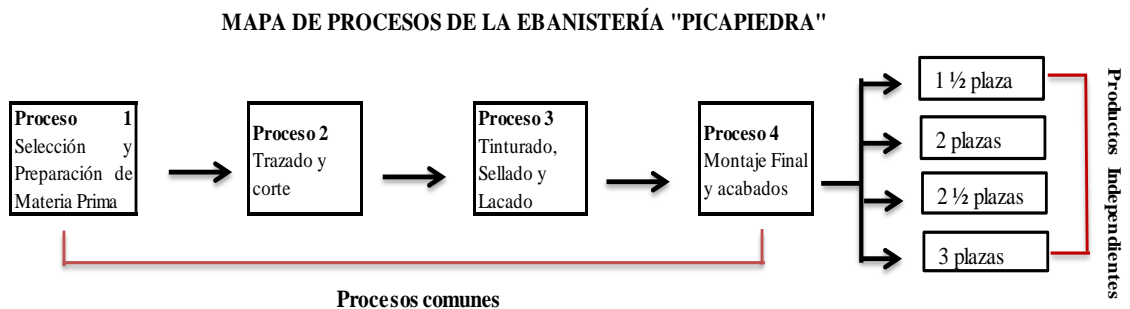 MAPA DE PROCESOS DE LA EBANISTERÍA "PICAPIEDRA"
Proceso 1
Selección y
Preparación de
Materia Prima
Proceso 2
Trazado y
corte
Proceso 3
Tinturado,
Sellado y
Lacado
Proceso 4
Montaje Final
y acabados
1 ½ plaza
2 plazas
2 ½ plazas
3 plazas
Productos Independientes
Procesos comunes